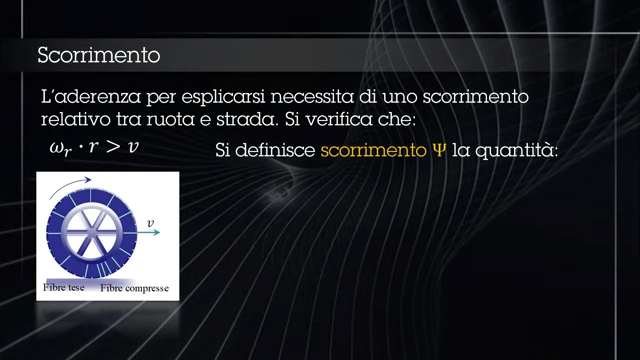 Scorrimento
L'aderenza per esplicarsi necessita di uno scorrimento
relativo tra ruota e strada. Si verifica che:
ω_r · r > v
Si definisce scorrimento Ψ la quantità:
v
Fibre tese Fibre compresse